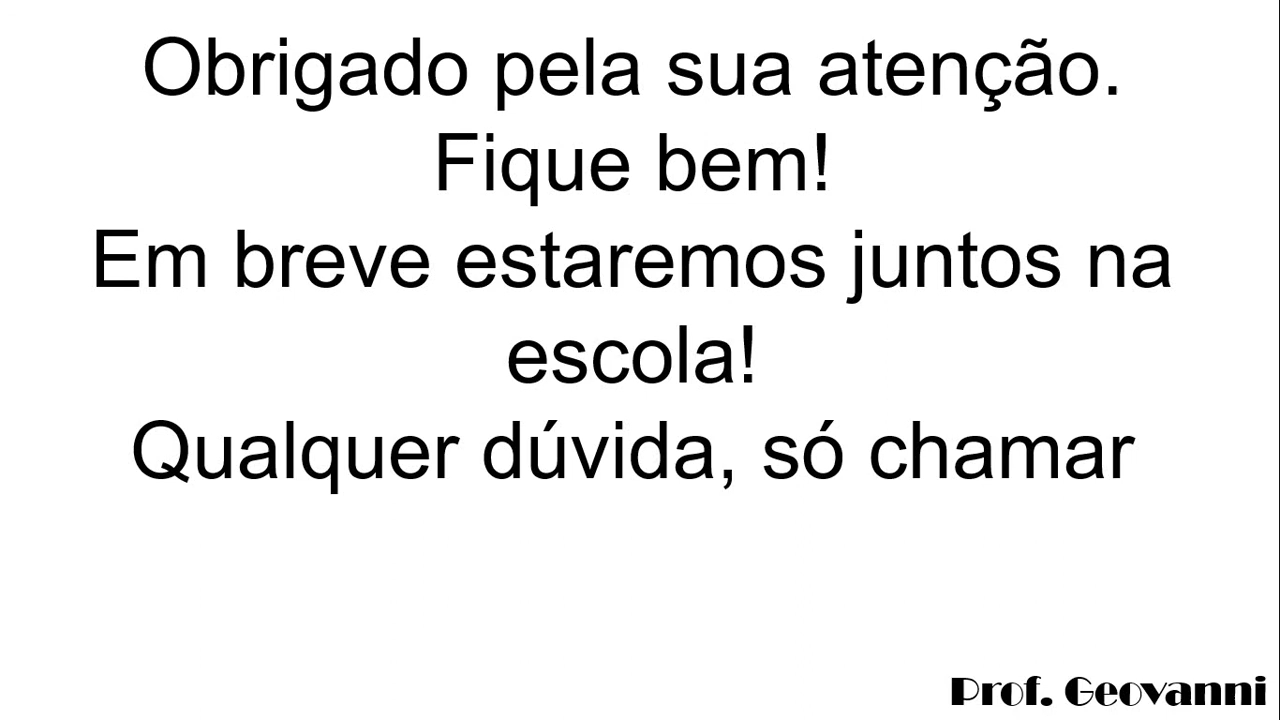 Obrigado pela sua atenção.
Fique bem!
Em breve estaremos juntos na
escola!
Qualquer dúvida, só chamar
Prof. Geovanni